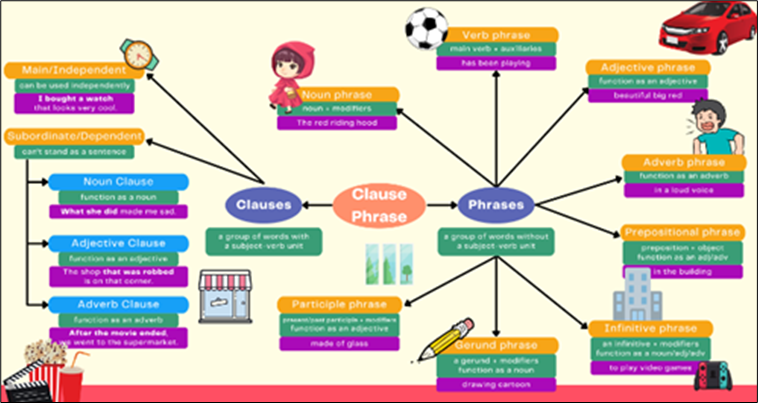 Main/Independent
can be used independently
I bought a watch
that looks very cool.
Subordinate/Dependent
can't stand as a sentence
Noun Clause
function as a noun
What she did made me sad.
Adjective Clause
function as an adjective
The shop that was robbed
is on that corner.
Adverb Clause
function as an adverb
After the movie ended,
we went to the supermarket.
Clauses
a group of words with
a subject-verb unit
Clause
Phrase
Phrases
a group of words without
a subject-verb unit
Noun phrase
noun + modifiers
The red riding hood
Verb phrase
main verb + auxiliaries
has been playing
Adjective phrase
function as an adjective
beautiful big red
Adverb phrase
function as an adverb
in a loud voice
Prepositional phrase
preposition + object
function as an adj/adv
in the building
Infinitive phrase
an infinitive + modifiers
function as a noun/adj/adv
to play video games
Gerund phrase
a gerund + modifiers
function as a noun
drawing cartoon
Participle phrase
present/past participle + modifiers
function as an adjective
made of glass